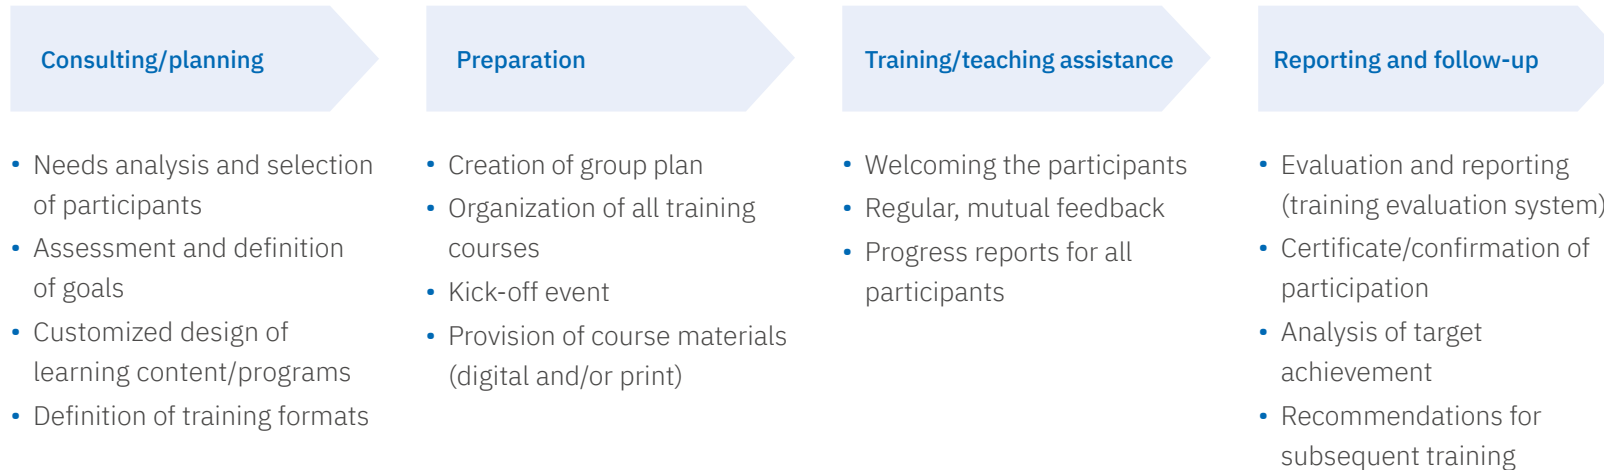 Consulting/planning
• Needs analysis and selection
of participants
• Assessment and definition
of goals
• Customized design of
learning content/programs
• Definition of training formats
Preparation
• Creation of group plan
• Organization of all training
courses
• Kick-off event
• Provision of course materials
(digital and/or print)
Training/teaching assistance
• Welcoming the participants
• Regular, mutual feedback
• Progress reports for all
participants
Reporting and follow-up
• Evaluation and reporting
(training evaluation system)
• Certificate/confirmation of
participation
• Analysis of target
achievement
• Recommendations for
subsequent training